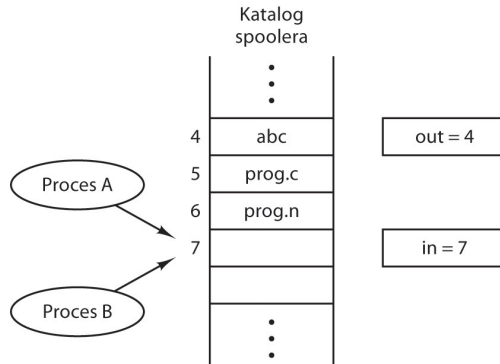 Katalog
spoolera
4
abc
out = 4
5
prog.c
Proces A
6
prog.n
7
in = 7
Proces B